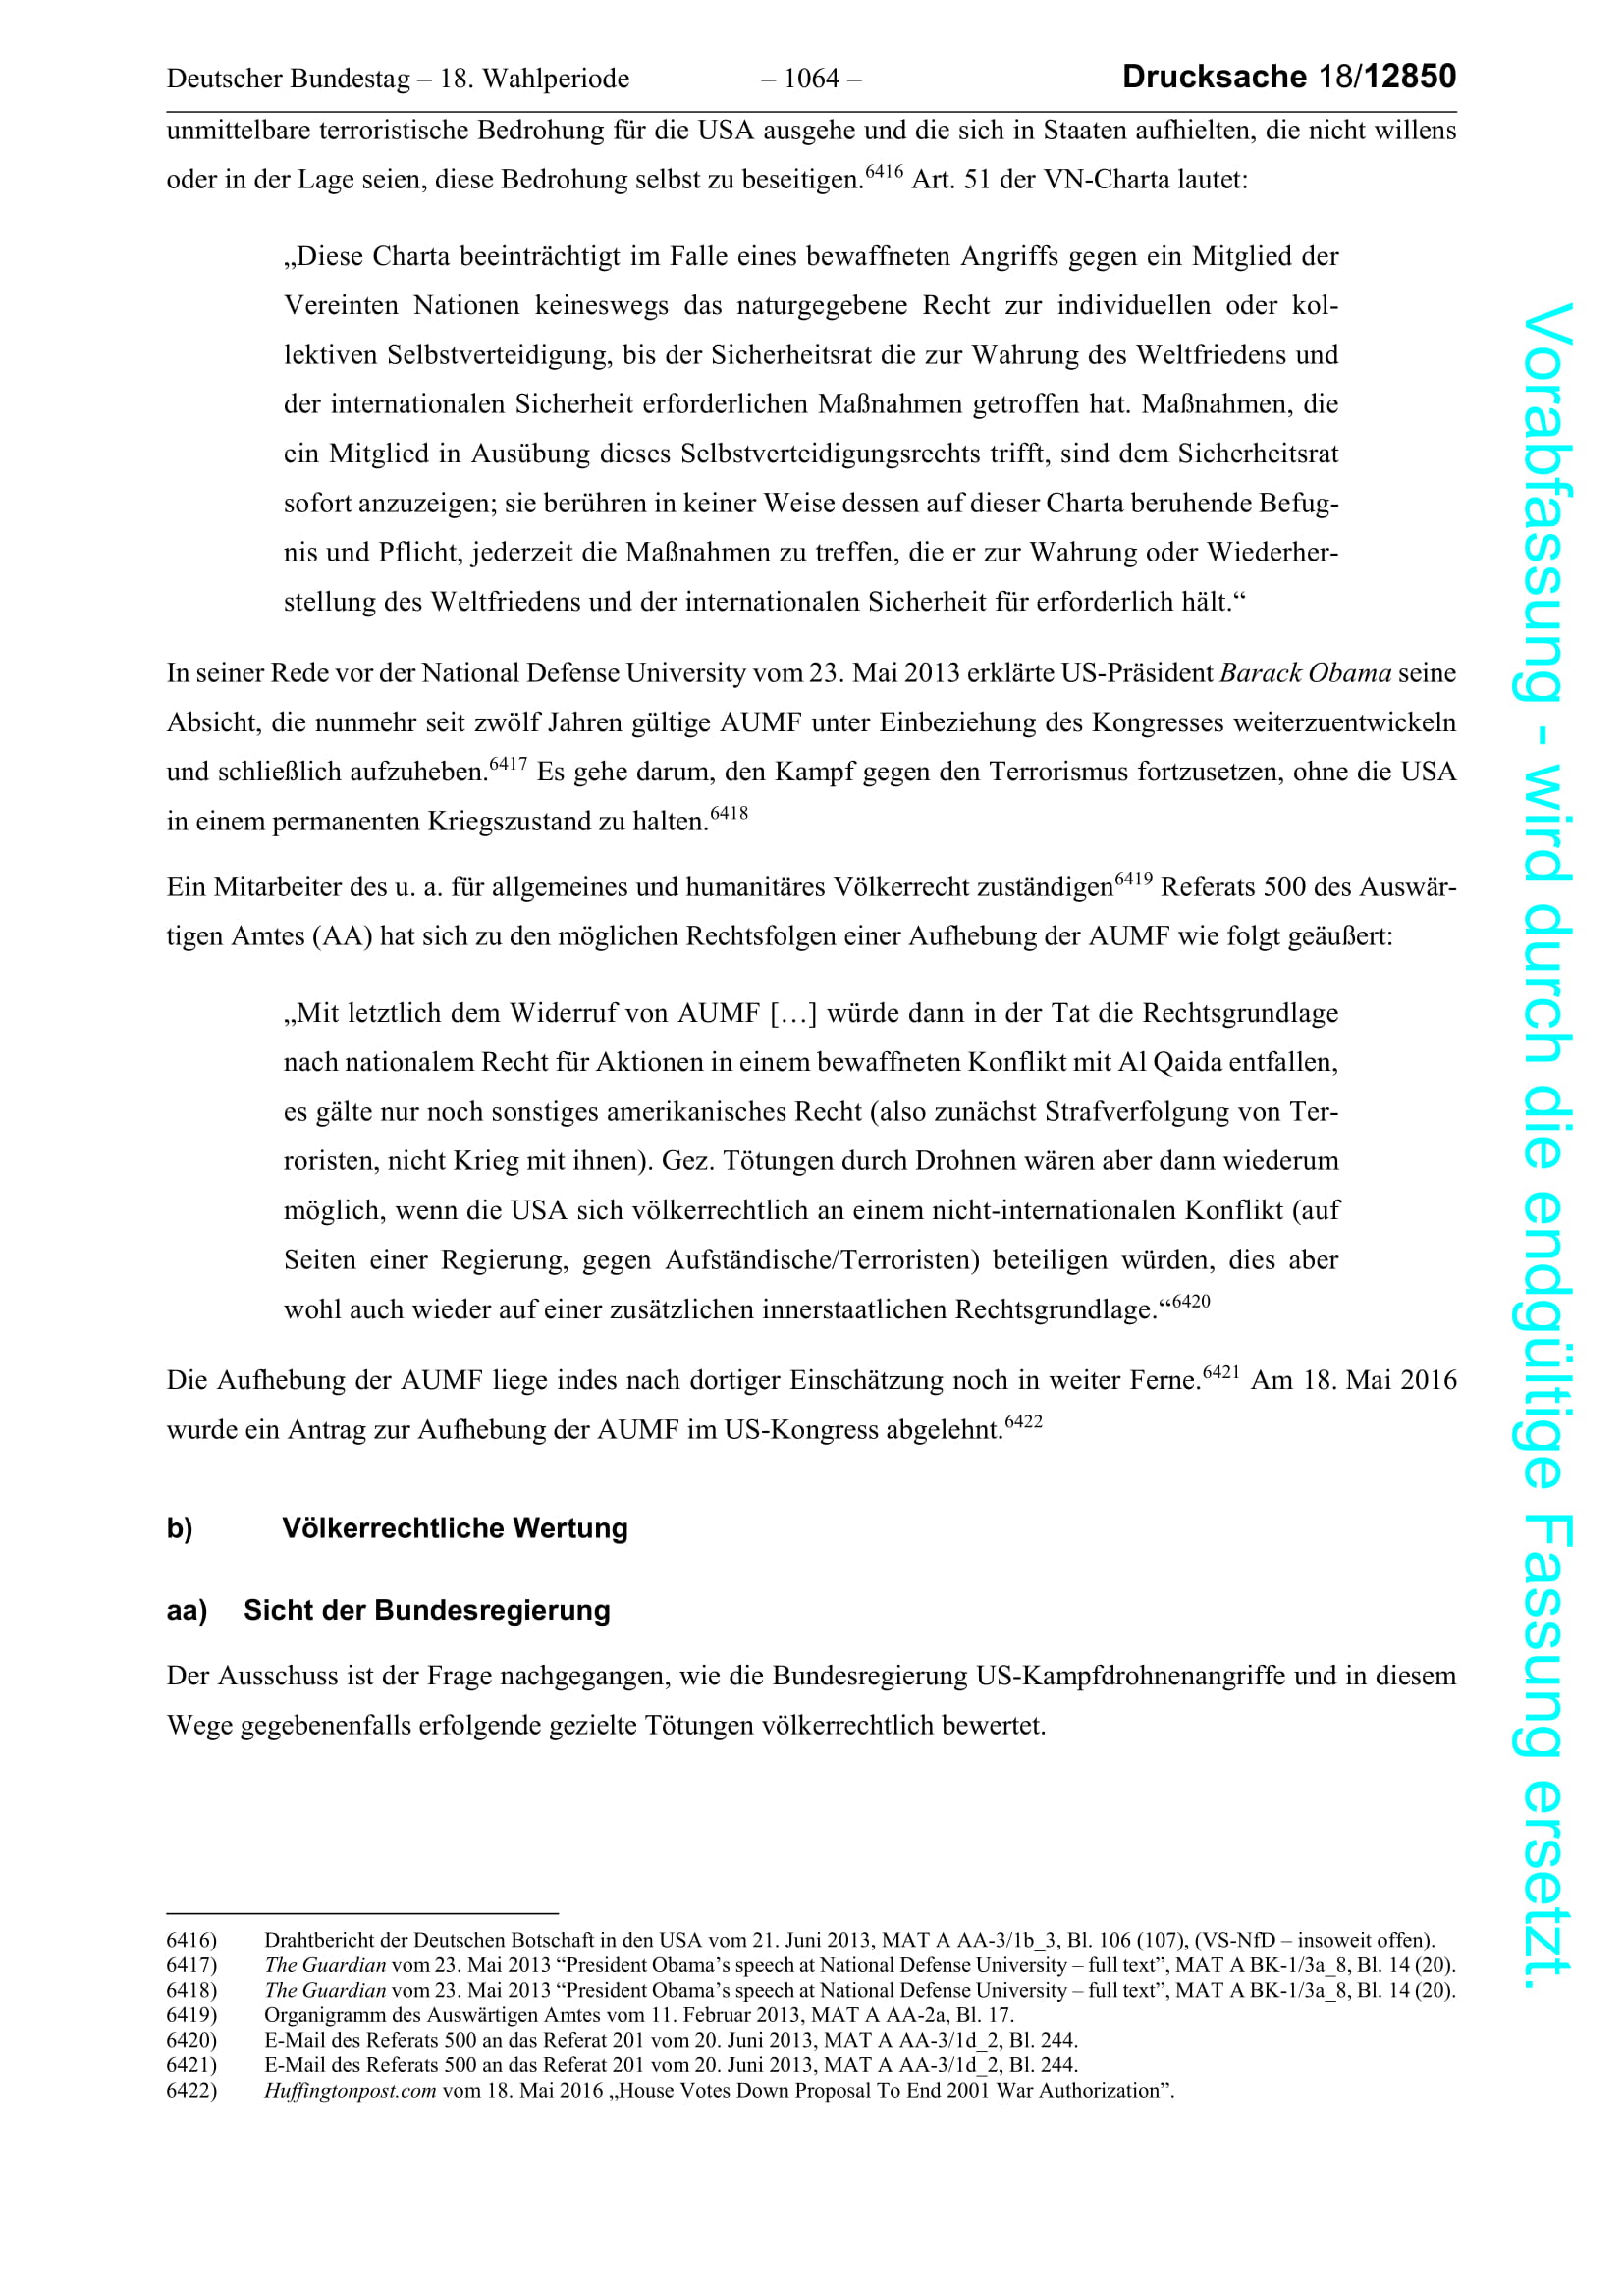 Deutscher Bundestag – 18. Wahlperiode – 1064 – Drucksache 18/12850
unmittelbare terroristische Bedrohung für die USA ausgehe und die sich in Staaten aufhielten, die nicht willens
oder in der Lage seien, diese Bedrohung selbst zu beseitigen.6416 Art. 51 der VN-Charta lautet:
„Diese Charta beeinträchtigt im Falle eines bewaffneten Angriffs gegen ein Mitglied der
Vereinten Nationen keineswegs das naturgegebene Recht zur individuellen oder kol-
lektiven Selbstverteidigung, bis der Sicherheitsrat die zur Wahrung des Weltfriedens und
der internationalen Sicherheit erforderlichen Maßnahmen getroffen hat. Maßnahmen, die
ein Mitglied in Ausübung dieses Selbstverteidigungsrechts trifft, sind dem Sicherheitsrat
sofort anzuzeigen; sie berühren in keiner Weise dessen auf dieser Charta beruhende Befug-
nis und Pflicht, jederzeit die Maßnahmen zu treffen, die er zur Wahrung oder Wiederher-
stellung des Weltfriedens und der internationalen Sicherheit für erforderlich hält.“
In seiner Rede vor der National Defense University vom 23. Mai 2013 erklärte US-Präsident Barack Obama seine
Absicht, die nunmehr seit zwölf Jahren gültige AUMF unter Einbeziehung des Kongresses weiterzuentwickeln
und schließlich aufzuheben.6417 Es gehe darum, den Kampf gegen den Terrorismus fortzusetzen, ohne die USA
in einem permanenten Kriegszustand zu halten.6418
Ein Mitarbeiter des u. a. für allgemeines und humanitäres Völkerrecht zuständigen6419 Referats 500 des Auswär-
tigen Amtes (AA) hat sich zu den möglichen Rechtsfolgen einer Aufhebung der AUMF wie folgt geäußert:
„Mit letztlich dem Widerruf von AUMF […] würde dann in der Tat die Rechtsgrundlage
nach nationalem Recht für Aktionen in einem bewaffneten Konflikt mit Al Qaida entfallen,
es gälte nur noch sonstiges amerikanisches Recht (also zunächst Strafverfolgung von Ter-
roristen, nicht Krieg mit ihnen). Gez. Tötungen durch Drohnen wären aber dann wiederum
möglich, wenn die USA sich völkerrechtlich an einem nicht-internationalen Konflikt (auf
Seiten einer Regierung, gegen Aufständische/Terroristen) beteiligen würden, dies aber
wohl auch wieder auf einer zusätzlichen innerstaatlichen Rechtsgrundlage.“6420
Die Aufhebung der AUMF liege indes nach dortiger Einschätzung noch in weiter Ferne.6421 Am 18. Mai 2016
wurde ein Antrag zur Aufhebung der AUMF im US-Kongress abgelehnt.6422
b) Völkerrechtliche Wertung
aa) Sicht der Bundesregierung
Der Ausschuss ist der Frage nachgegangen, wie die Bundesregierung US-Kampfdrohnenangriffe und in diesem
Wege gegebenenfalls erfolgende gezielte Tötungen völkerrechtlich bewertet.
6416) Drahtbericht der Deutschen Botschaft in den USA vom 21. Juni 2013, MAT A AA-3/1b_3, Bl. 106 (107), (VS-NfD – insoweit offen).
6417) The Guardian vom 23. Mai 2013 “President Obama’s speech at National Defense University – full text”, MAT A BK-1/3a_8, Bl. 14 (20).
6418) The Guardian vom 23. Mai 2013 “President Obama’s speech at National Defense University – full text”, MAT A BK-1/3a_8, Bl. 14 (20).
6419) Organigramm des Auswärtigen Amtes vom 11. Februar 2013, MAT A AA-2a, Bl. 17.
6420) E-Mail des Referats 500 an das Referat 201 vom 20. Juni 2013, MAT A AA-3/1d_2, Bl. 244.
6421) E-Mail des Referats 500 an das Referat 201 vom 20. Juni 2013, MAT A AA-3/1d_2, Bl. 244.
6422) Huffingtonpost.com vom 18. Mai 2016 „House Votes Down Proposal To End 2001 War Authorization”.
Vorabfassung - wird durch die endgültige Fassung ersetzt.